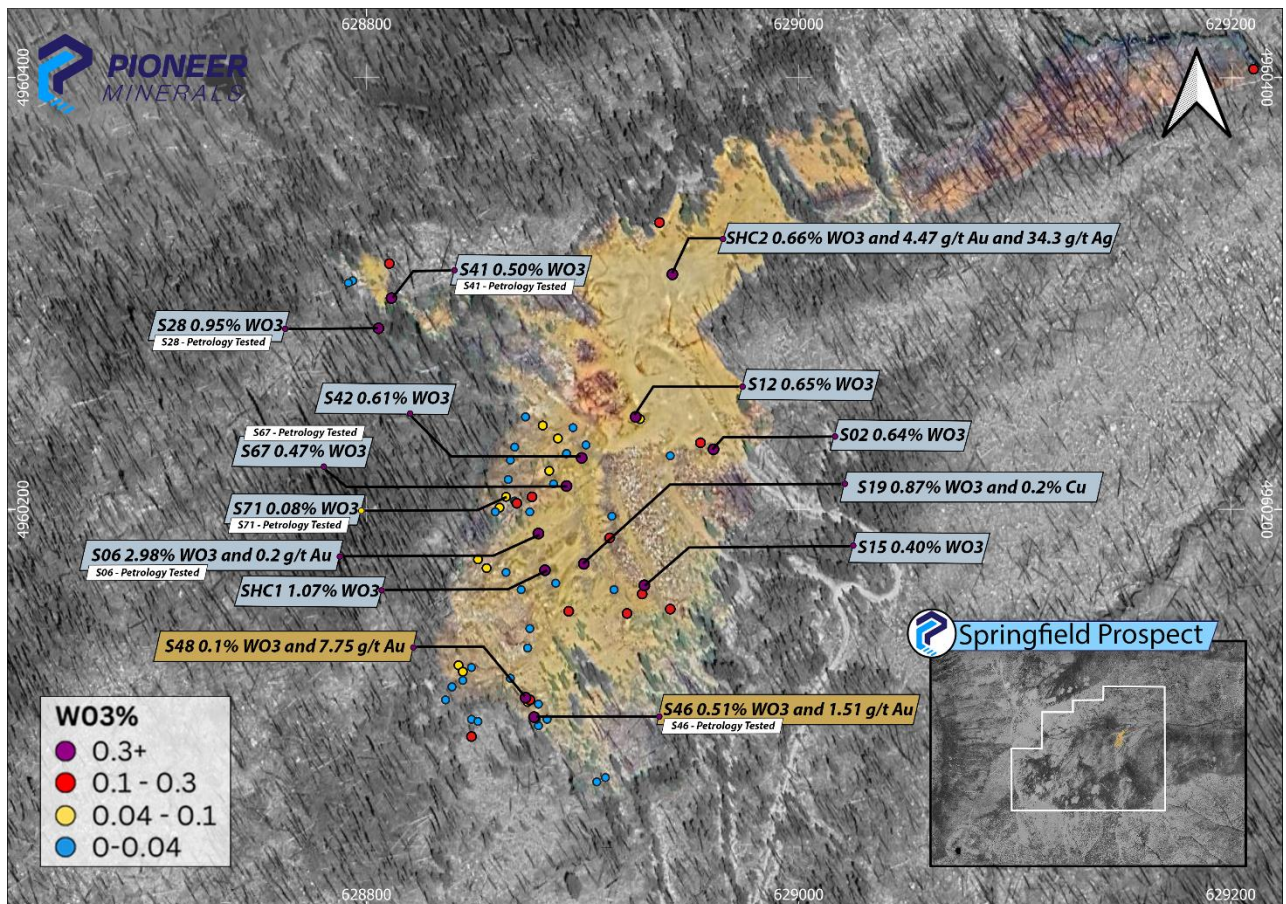 628800
629000
629200
4960400
4960400
PIONEER
MINERALS
SHC2 0.66% WO3 and 4.47 g/t Au and 34.3 g/t Ag
S41 0.50% WO3
S41 - Petrology Tested
S28 0.95% WO3
S28 - Petrology Tested
S12 0.65% WO3
S42 0.61% WO3
S67 - Petrology Tested
S67 0.47% WO3
S02 0.64% WO3
S19 0.87% WO3 and 0.2% Cu
4960200
4960200
S71 0.08% WO3
S71 - Petrology Tested
S15 0.40% WO3
S06 2.98% WO3 and 0.2 g/t Au
S06 - Petrology Tested
SHC1 1.07% WO3
S48 0.1% WO3 and 7.75 g/t Au
S46 0.51% WO3 and 1.51 g/t Au
S46 - Petrology Tested
Springfield Prospect
WO3%
0.3+
0.1 - 0.3
0.04 - 0.1
0-0.04
628800
629000
629200